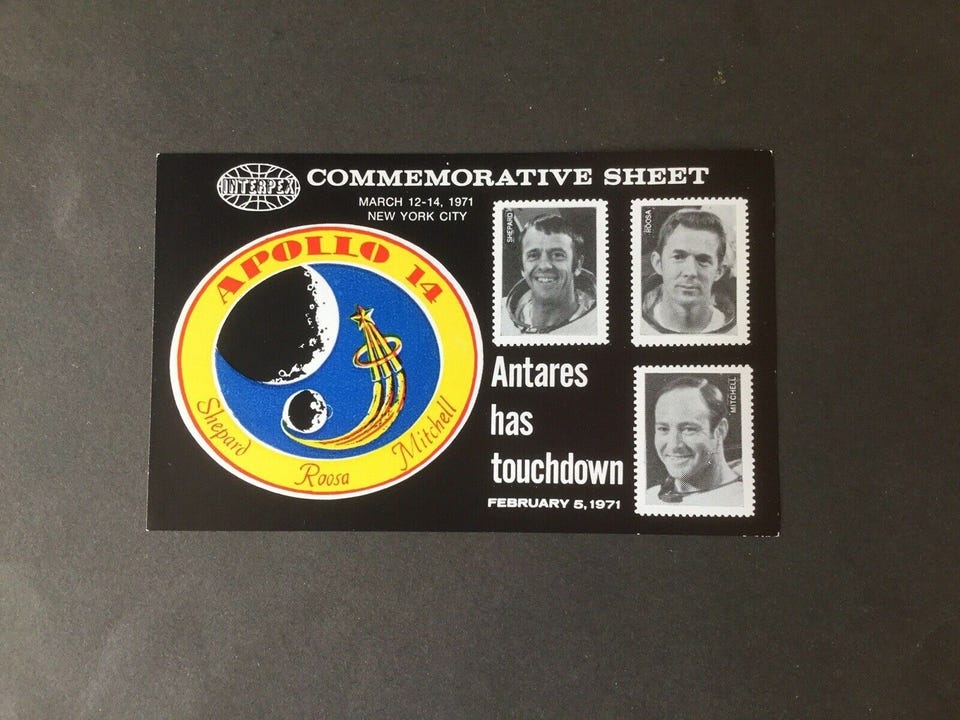 INTERPEX
COMMEMORATIVE SHEET
MARCH 12-14, 1971
NEW YORK CITY
APOLLO 14
Shepard
Roosa
Mitchell
SHEPARD
ROOSA
Antares
has
touchdown
FEBRUARY 5, 1971
MITCHELL